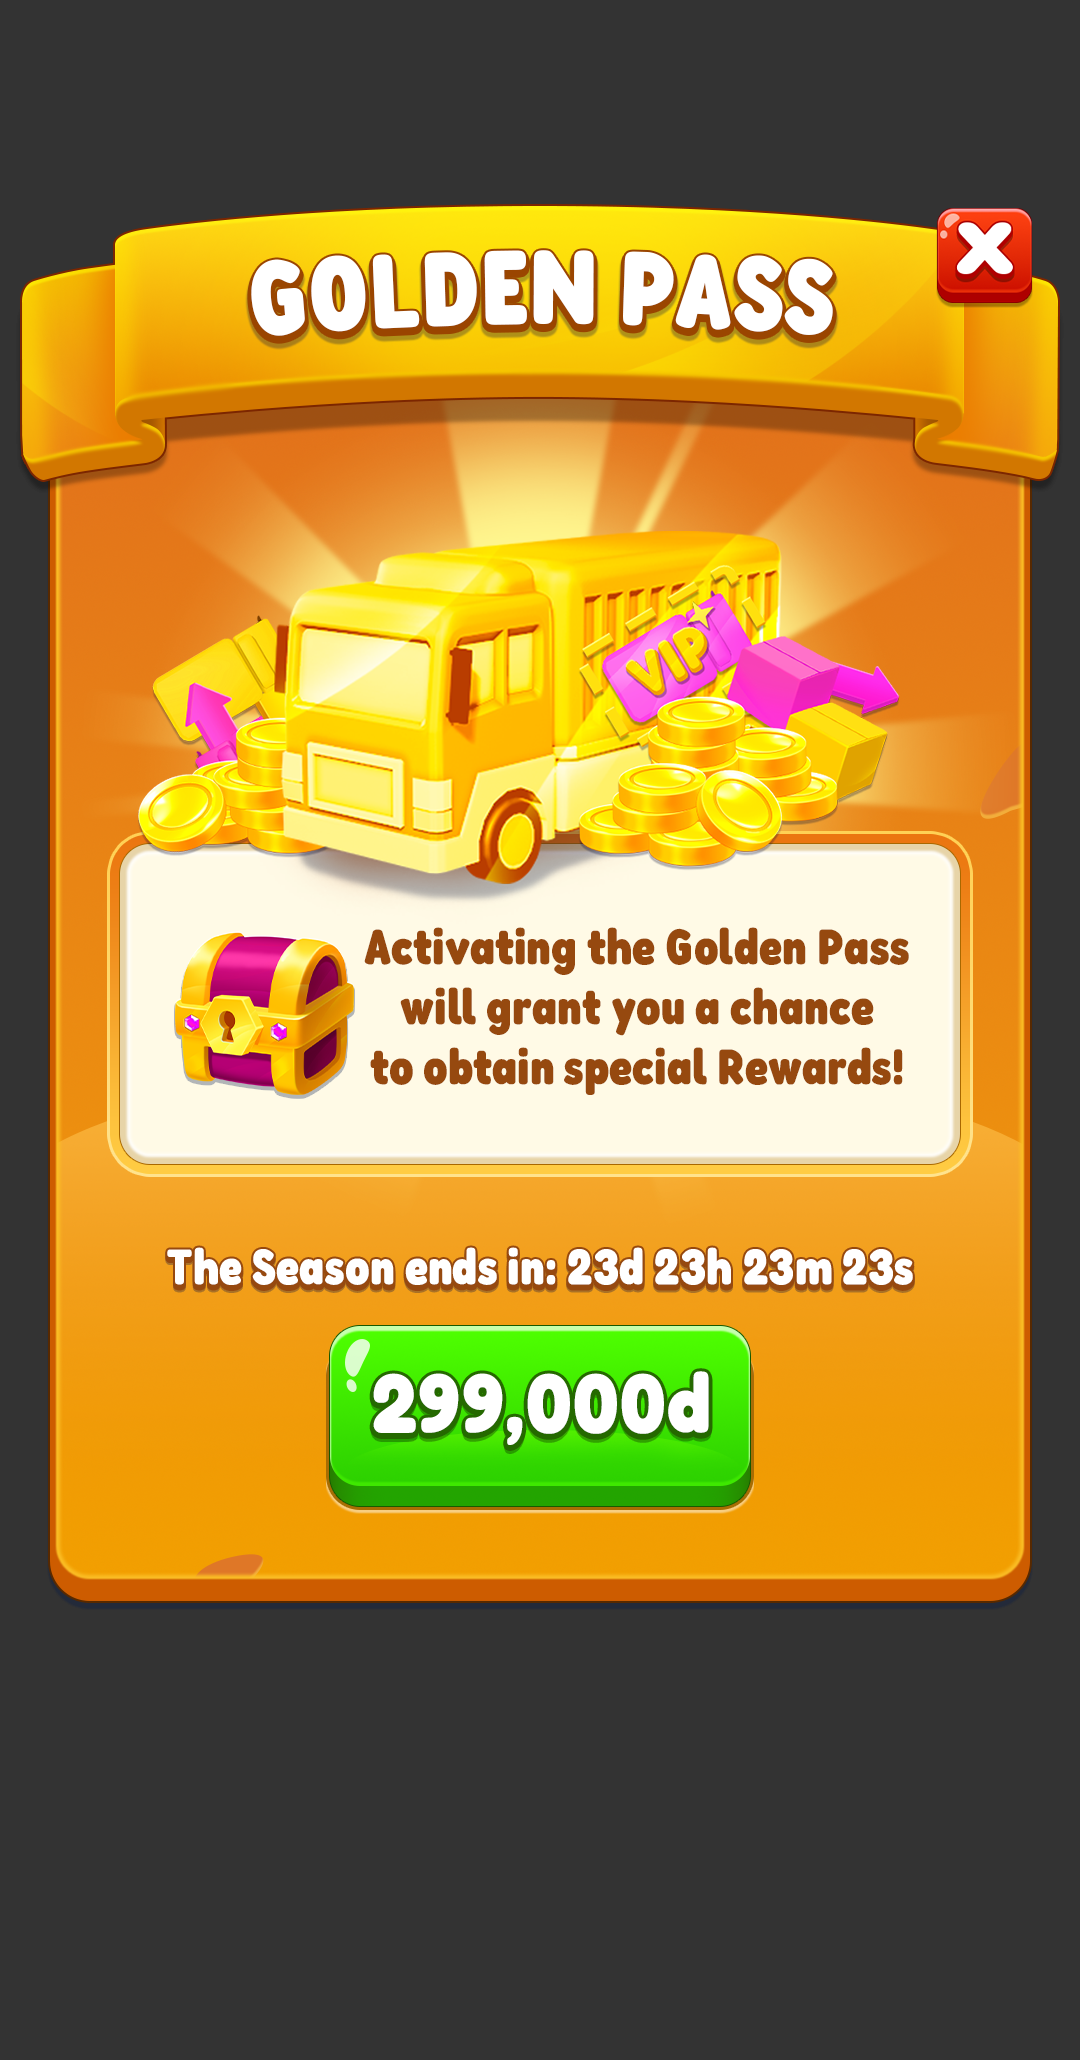 GOLDEN PASS
VIP
Activating the Golden Pass
will grant you a chance
to obtain special Rewards!
The Season ends in: 23d 23h 23m 23s
299,000d